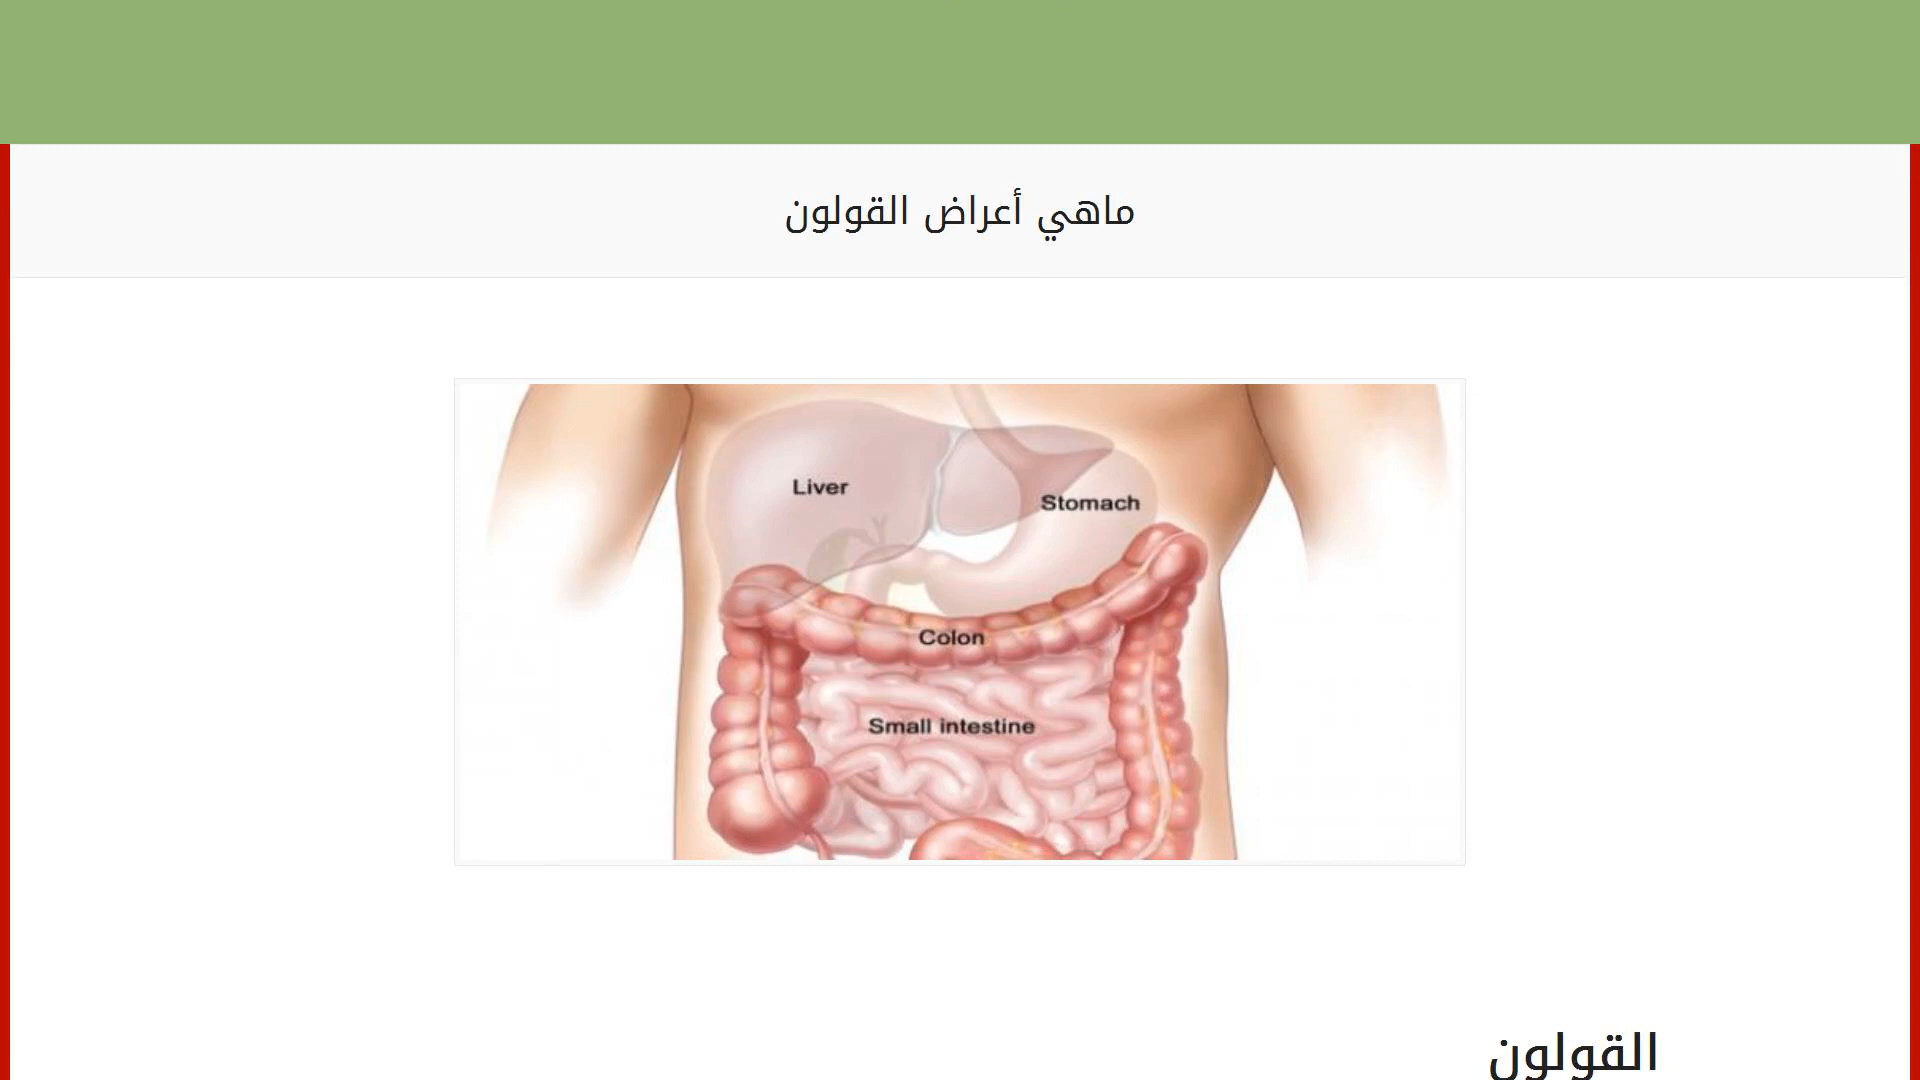 ماهي أعراض القولون
Liver
Stomach
Colon
Small intestine
القولون